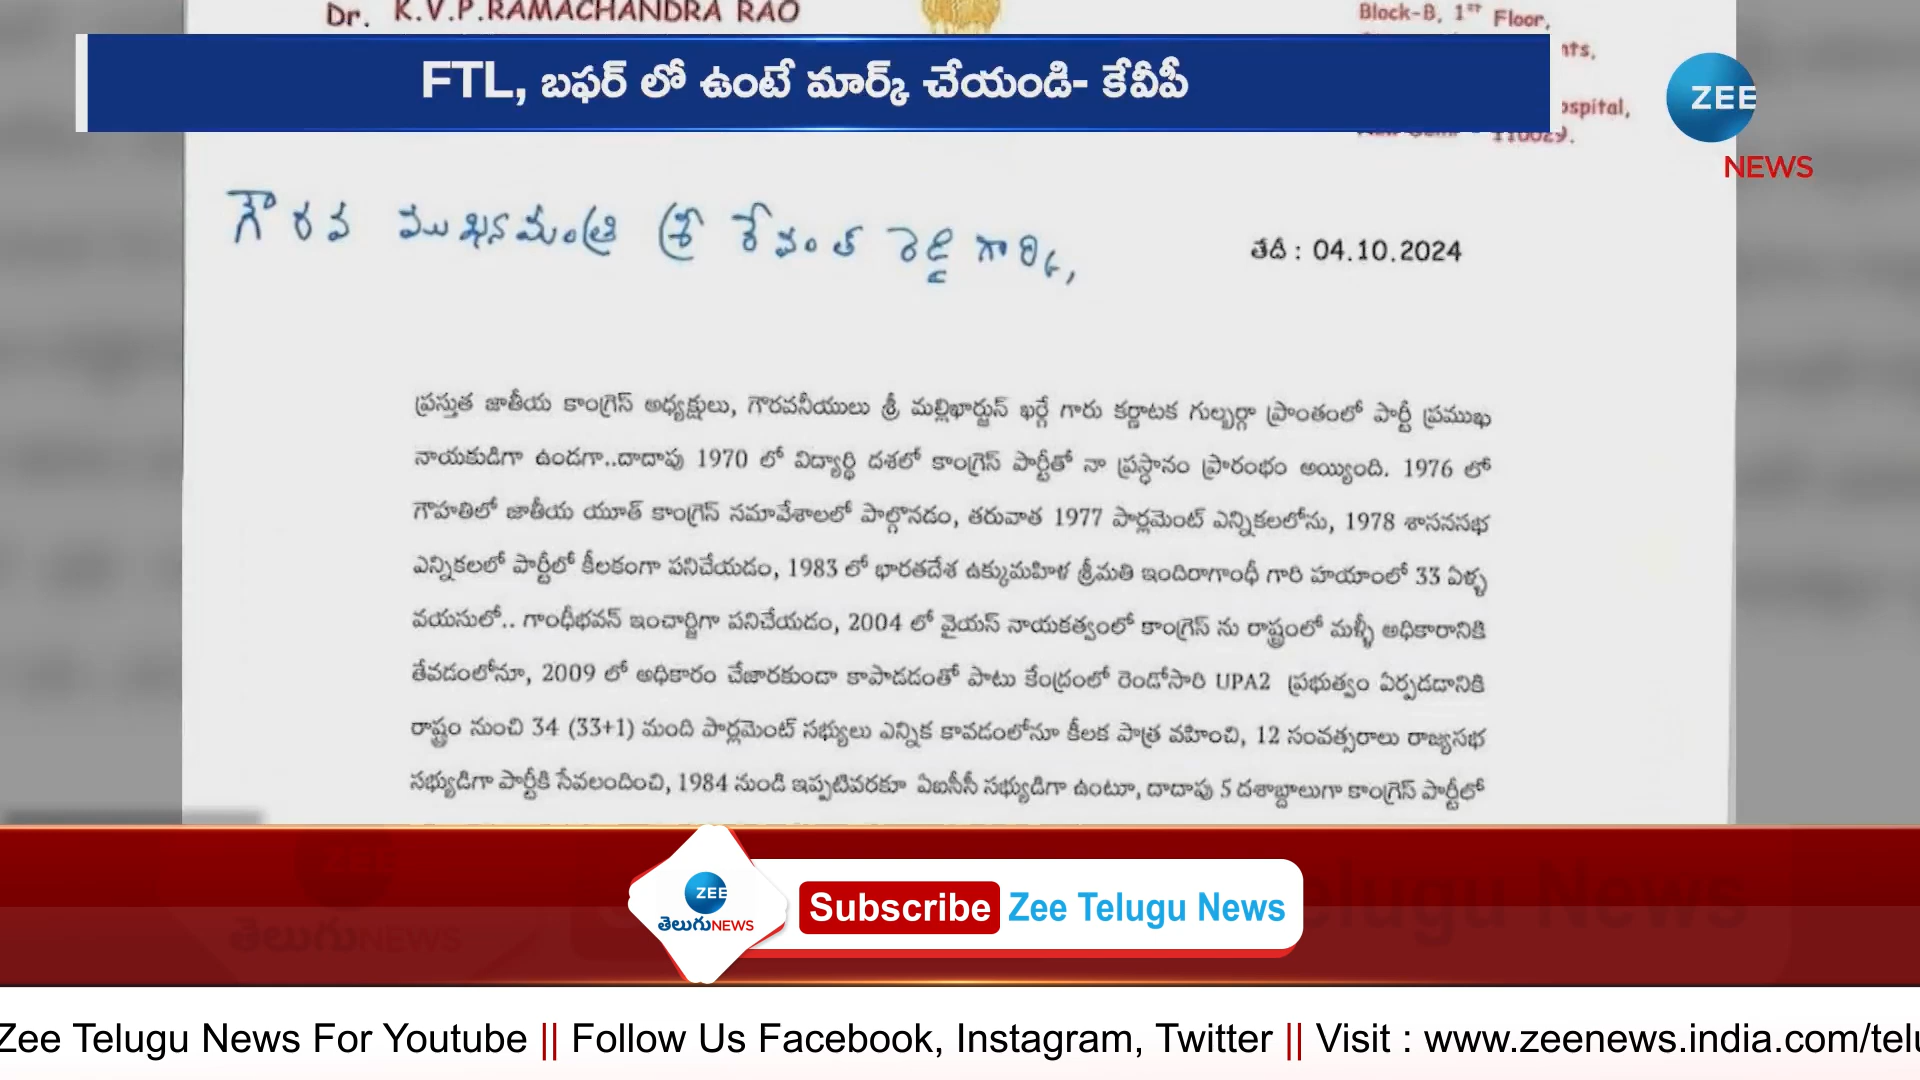 Dr. K.V.P.RAMACHANDRA RAO
Block-B, 1ST Floor,
FTL, బఫర్ లో ఉంటే మార్క్ చేయండి- కేవీపీ
ZEE
NEWS
గౌరవ ముఖ్యమంత్రి శ్రీ రేవంత్ రెడ్డి గారికి,
తేదీ : 04.10.2024
ప్రస్తుత జాతీయ కాంగ్రెస్ అధ్యక్షులు, గౌరవనీయులు శ్రీ మల్లిఖార్జున్ ఖర్గే గారు కర్ణాటక గుల్బర్గా ప్రాంతంలో పార్టీ ప్రముఖ
నాయకుడిగా ఉండగా..దాదాపు 1970 లో విద్యార్థి దశలో కాంగ్రెస్ పార్టీతో నా ప్రస్థానం ప్రారంభం అయ్యింది. 1976 లో
గౌహతిలో జాతీయ యూత్ కాంగ్రెస్ సమావేశాలలో పాల్గొనడం, తరువాత 1977 పార్లమెంట్ ఎన్నికలలోను, 1978 శాసనసభ
ఎన్నికలలో పార్టీలో కీలకంగా పనిచేయడం, 1983 లో భారతదేశ ఉక్కుమహిళ శ్రీమతి ఇందిరాగాంధీ గారి హయాంలో 33 ఏళ్ళ
వయసులో.. గాంధీభవన్ ఇంచార్జిగా పనిచేయడం, 2004 లో వైయస్ నాయకత్వంలో కాంగ్రెస్ ను రాష్ట్రంలో మళ్ళీ అధికారానికి
తేవడంలోనూ, 2009 లో అధికారం చేజారకుండా కాపాడడంతో పాటు కేంద్రంలో రెండోసారి UPA2 ప్రభుత్వం ఏర్పడడానికి
రాష్ట్రం నుంచి 34 (33+1) మంది పార్లమెంట్ సభ్యులు ఎన్నిక కావడంలోనూ కీలక పాత్ర వహించి, 12 సంవత్సరాలు రాజ్యసభ
సభ్యుడిగా పార్టీకి సేవలందించి, 1984 నుండి ఇప్పటివరకూ ఏఐసీసీ సభ్యుడిగా ఉంటూ, దాదాపు 5 దశాబ్దాలుగా కాంగ్రెస్ పార్టీలో
ZEE
తెలుగుNEWS
Subscribe Zee Telugu News
Zee Telugu News For Youtube || Follow Us Facebook, Instagram, Twitter || Visit : www.zeenews.india.com/telu